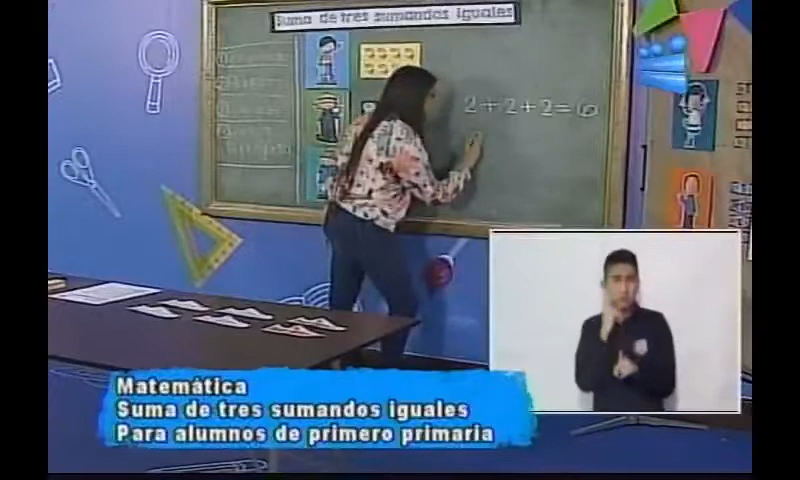 Suma de tres sumandos iguales
2+2+2=6
Matemática
Suma de tres sumandos iguales
Para alumnos de primero primaria